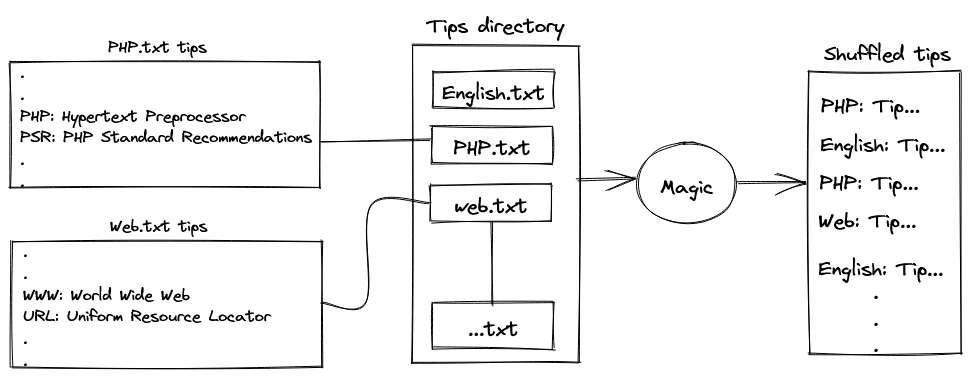 PHP.txt tips
.
.
PHP: Hypertext Preprocessor
PSR: PHP Standard Recommendations
.
.
Web.txt tips
.
.
WWW: World Wide Web
URL: Uniform Resource Locator
.
.
Tips directory
English.txt
PHP.txt
web.txt
...txt
Magic
Shuffled tips
PHP: Tip...
English: Tip...
PHP: Tip...
Web: Tip...
English: Tip...
.
.
.